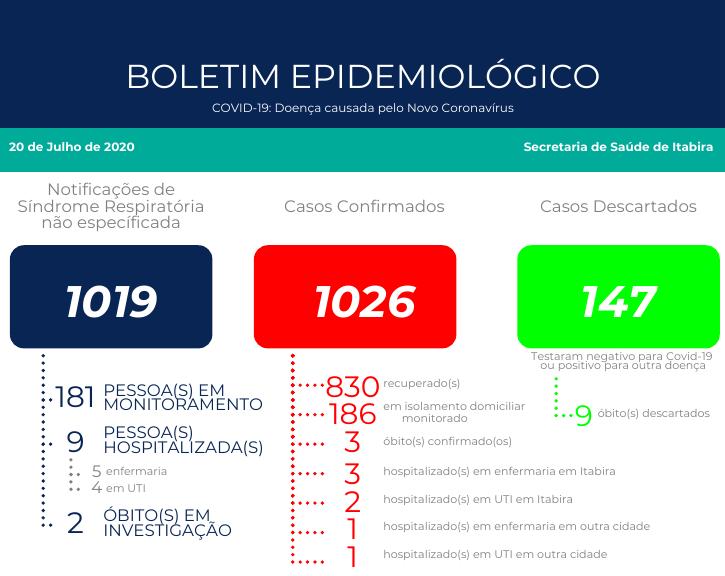 BOLETIM EPIDEMIOLÓGICO
COVID-19: Doença causada pelo Novo Coronavírus
20 de Julho de 2020
Secretaria de Saúde de Itabira
Notificações de
Síndrome Respiratória
não específicada
1019
181 PESSOA(S) EM
MONITORAMENTO
9 PESSOA(S)
HOSPITALIZADA(S)
5 enfermaria
4 em UTI
2 ÓBITO(S) EM
INVESTIGAÇÃO
Casos Confirmados
1026
830 recuperado(s)
186 em isolamento domiciliar
monitorado
3 óbito(s) confirmado(os)
3 hospitalizado(s) em enfermaria em Itabira
2 hospitalizado(s) em UTI em Itabira
1 hospitalizado(s) em enfermaria em outra cidade
1 hospitalizado(s) em UTI em outra cidade
Casos Descartados
147
Testaram negativo para Covid-19
ou positivo para outra doença
9 óbito(s) descartados